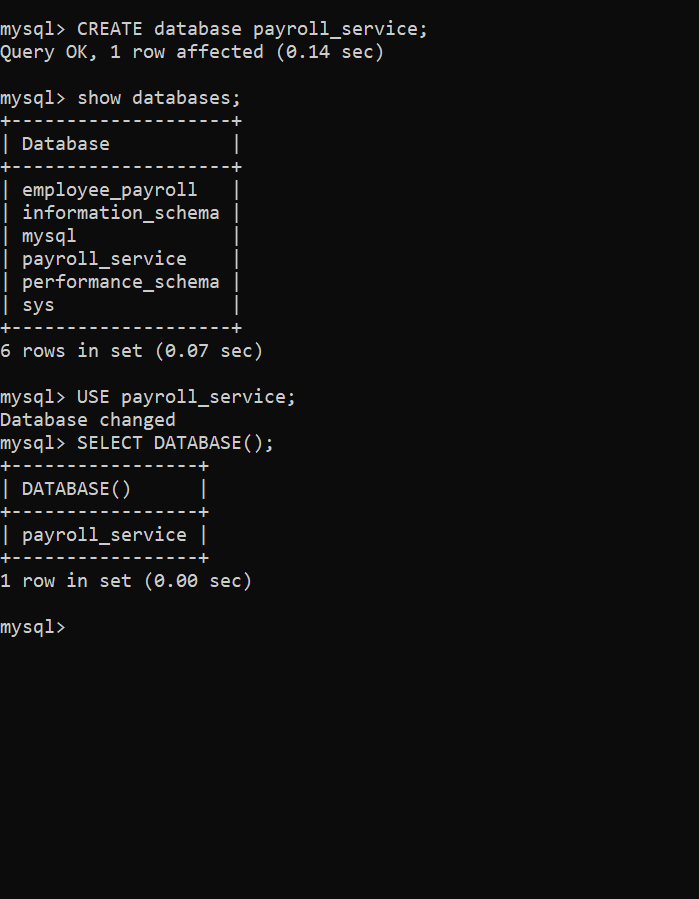 mysql> CREATE database payroll_service;
Query OK, 1 row affected (0.14 sec)

mysql> show databases;
+--------------------+
| Database           |
+--------------------+
| employee_payroll   |
| information_schema |
| mysql              |
| payroll_service    |
| performance_schema |
| sys                |
+--------------------+
6 rows in set (0.07 sec)

mysql> USE payroll_service;
Database changed
mysql> SELECT DATABASE();
+-----------------+
| DATABASE()      |
+-----------------+
| payroll_service |
+-----------------+
1 row in set (0.00 sec)

mysql>